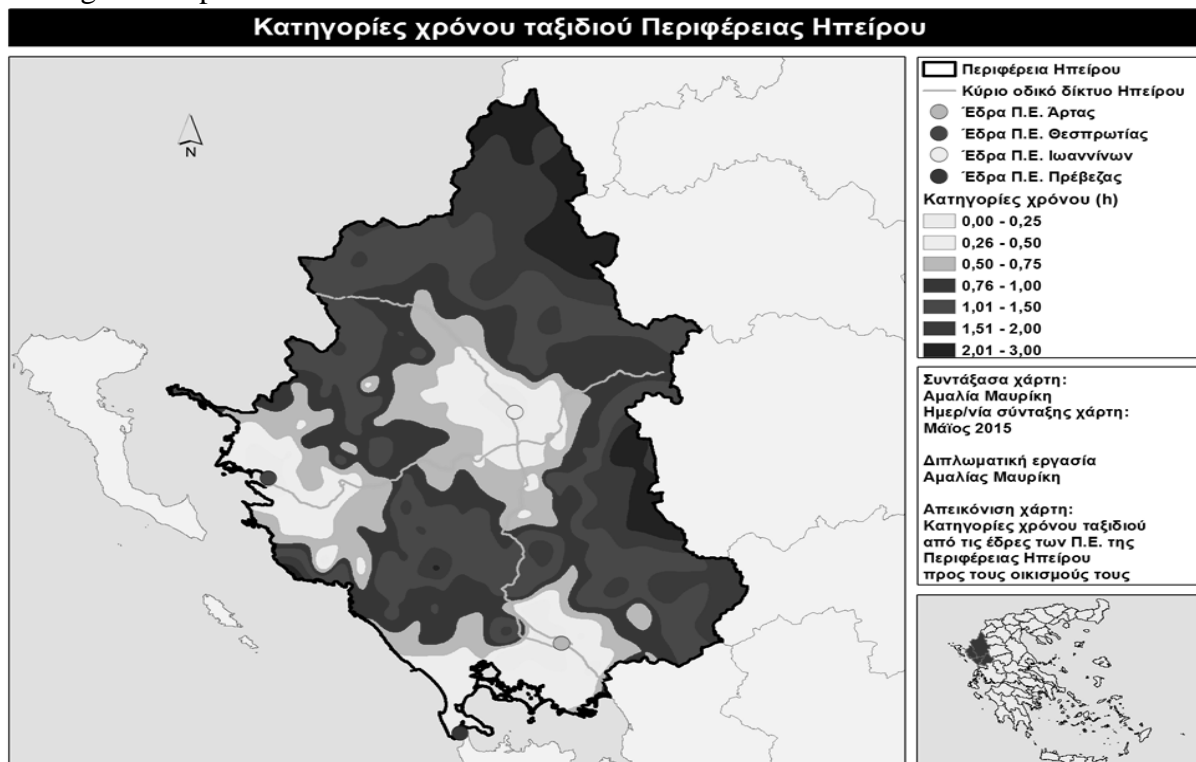 Κατηγορίες χρόνου ταξιδιού Περιφέρειας Ηπείρου
N
Περιφέρεια Ηπείρου
Κύριο οδικό δίκτυο Ηπείρου
Έδρα Π.Ε. Άρτας
Έδρα Π.Ε. Θεσπρωτίας
Έδρα Π.Ε. Ιωαννίνων
Έδρα Π.Ε. Πρέβεζας
Κατηγορίες χρόνου (h)
0,00 - 0,25
0,26 - 0,50
0,50 - 0,75
0,76 - 1,00
1,01 - 1,50
1,51 - 2,00
2,01 - 3,00
Συντάξασα χάρτη:
Αμαλία Μαυρίκη
Ημερ/νία σύνταξης χάρτη:
Μάϊος 2015
Διπλωματική εργασία
Αμαλίας Μαυρίκη
Απεικόνιση χάρτη:
Κατηγορίες χρόνου ταξιδιού
από τις έδρες των Π.Ε. της
Περιφέρειας Ηπείρου
προς τους οικισμούς τους